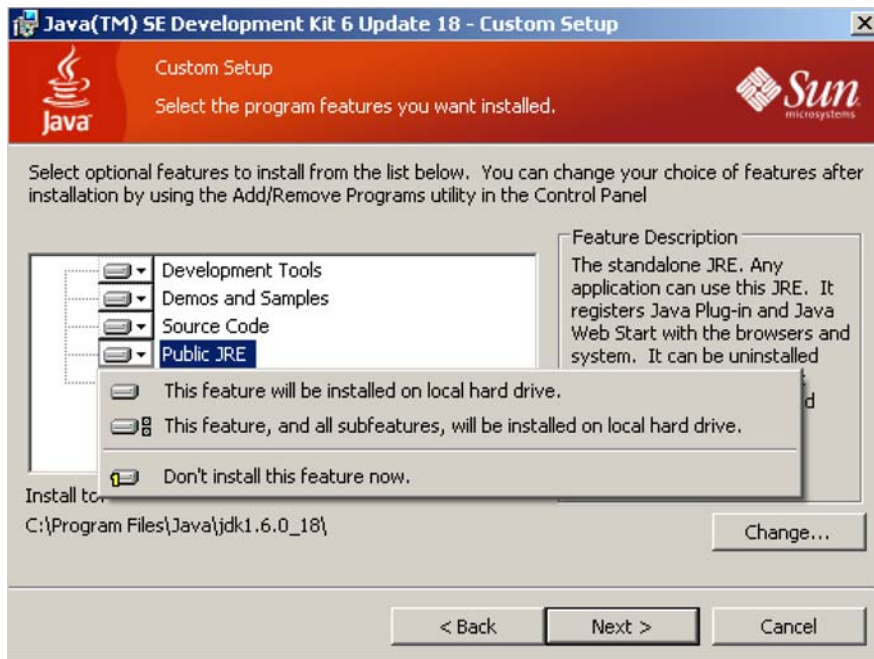 Java(TM) SE Development Kit 6 Update 18 - Custom Setup
Java
Custom Setup
Select the program features you want installed.
Sun
microsystems
Select optional features to install from the list below. You can change your choice of features after
installation by using the Add/Remove Programs utility in the Control Panel
Development Tools
Demos and Samples
Source Code
Public JRE
Feature Description
The standalone JRE. Any
application can use this JRE. It
registers Java Plug-in and Java
Web Start with the browsers and
system. It can be uninstalled
This feature will be installed on local hard drive.
This feature, and all subfeatures, will be installed on local hard drive.
Don't install this feature now.
Install to:
C:\Program Files\Java\jdk1.6.0_18\
Change...
< Back
Next >
Cancel